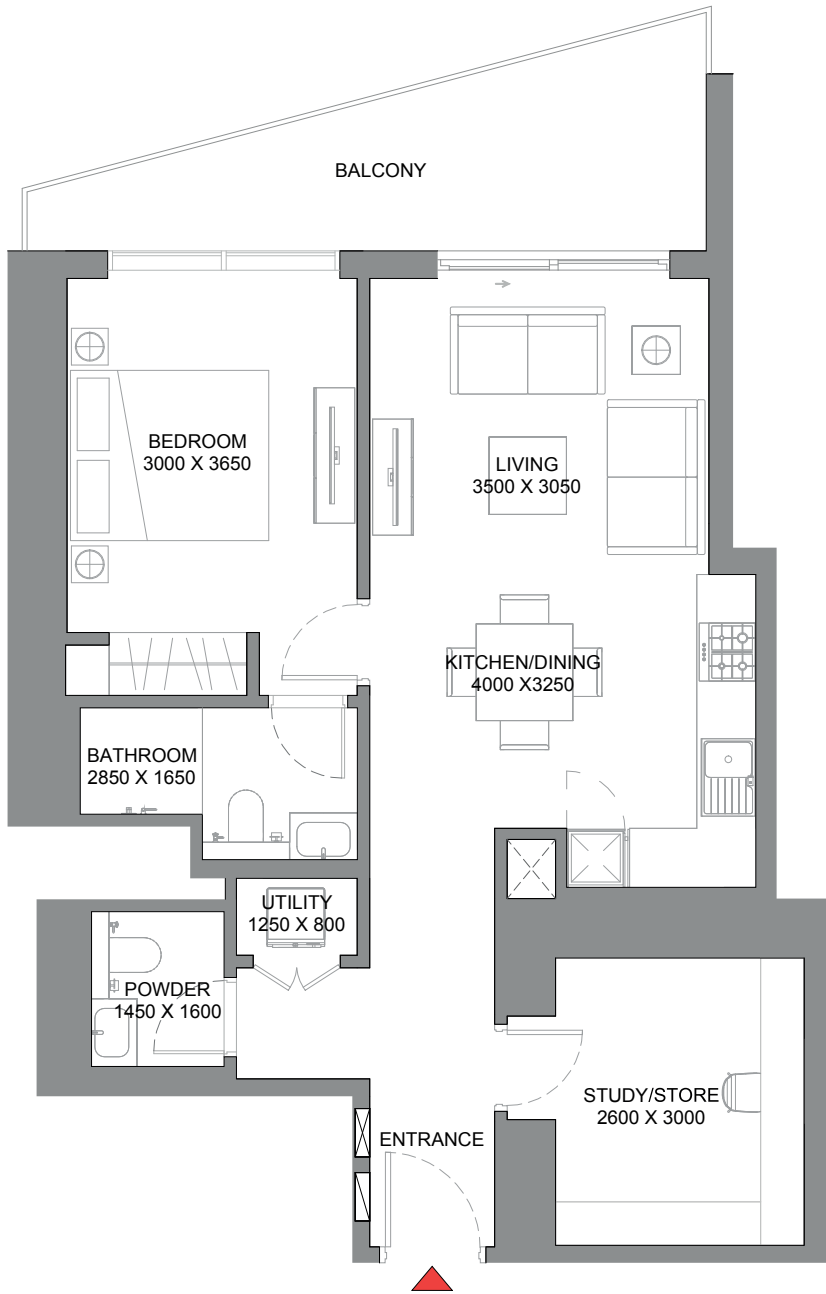 BALCONY
BEDROOM
3000 X 3650
LIVING
3500 X 3050
KITCHEN/DINING
4000 X3250
BATHROOM
2850 X 1650
UTILITY
1250 X 800
POWDER
1450 X 1600
STUDY/STORE
2600 X 3000
ENTRANCE